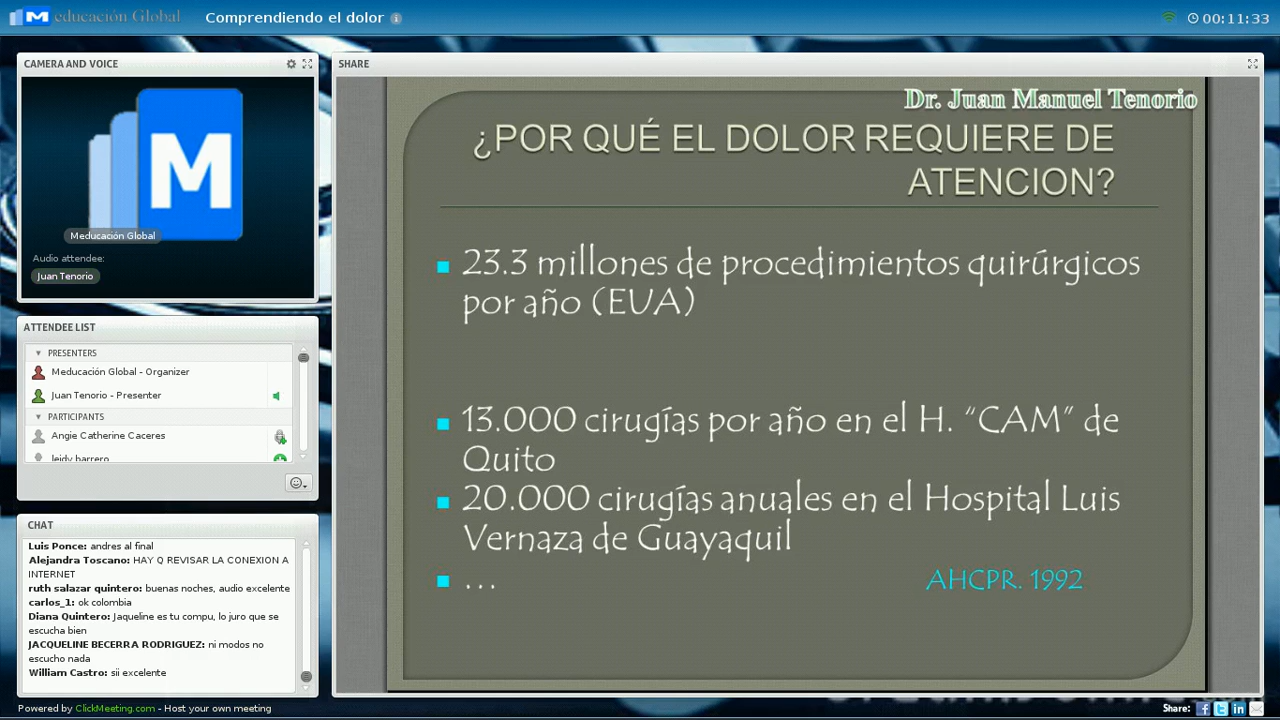 M educación Global
Comprendiendo el dolor
00:11:33
CAMERA AND VOICE
M
Meducación Global
Audio attendee:
Juan Tenorio
ATTENDEE LIST
PRESENTERS
Meducación Global - Organizer
Juan Tenorio - Presenter
PARTICIPANTS
Angie Catherine Caceres
leidy barrero
CHAT
Luis Ponce: andres al final
Alejandra Toscano: HAY Q REVISAR LA CONEXION A
INTERNET
ruth salazar quintero: buenas noches, audio excelente
carlos_1: ok colombia
Diana Quintero: Jaqueline es tu compu, lo juro que se
escucha bien
JACQUELINE BECERRA RODRIGUEZ: ni modos no
escucho nada
William Castro: sii excelente
SHARE
Dr. Juan Manuel Tenorio
¿POR QUÉ EL DOLOR REQUIERE DE
ATENCION?
23.3 millones de procedimientos quirúrgicos
por año (EUA)
13.000 cirugías por año en el H. “CAM” de
Quito
20.000 cirugías anuales en el Hospital Luis
Vernaza de Guayaquil
...
AHCPR. 1992
Powered by ClickMeeting.com - Host your own meeting
Share: